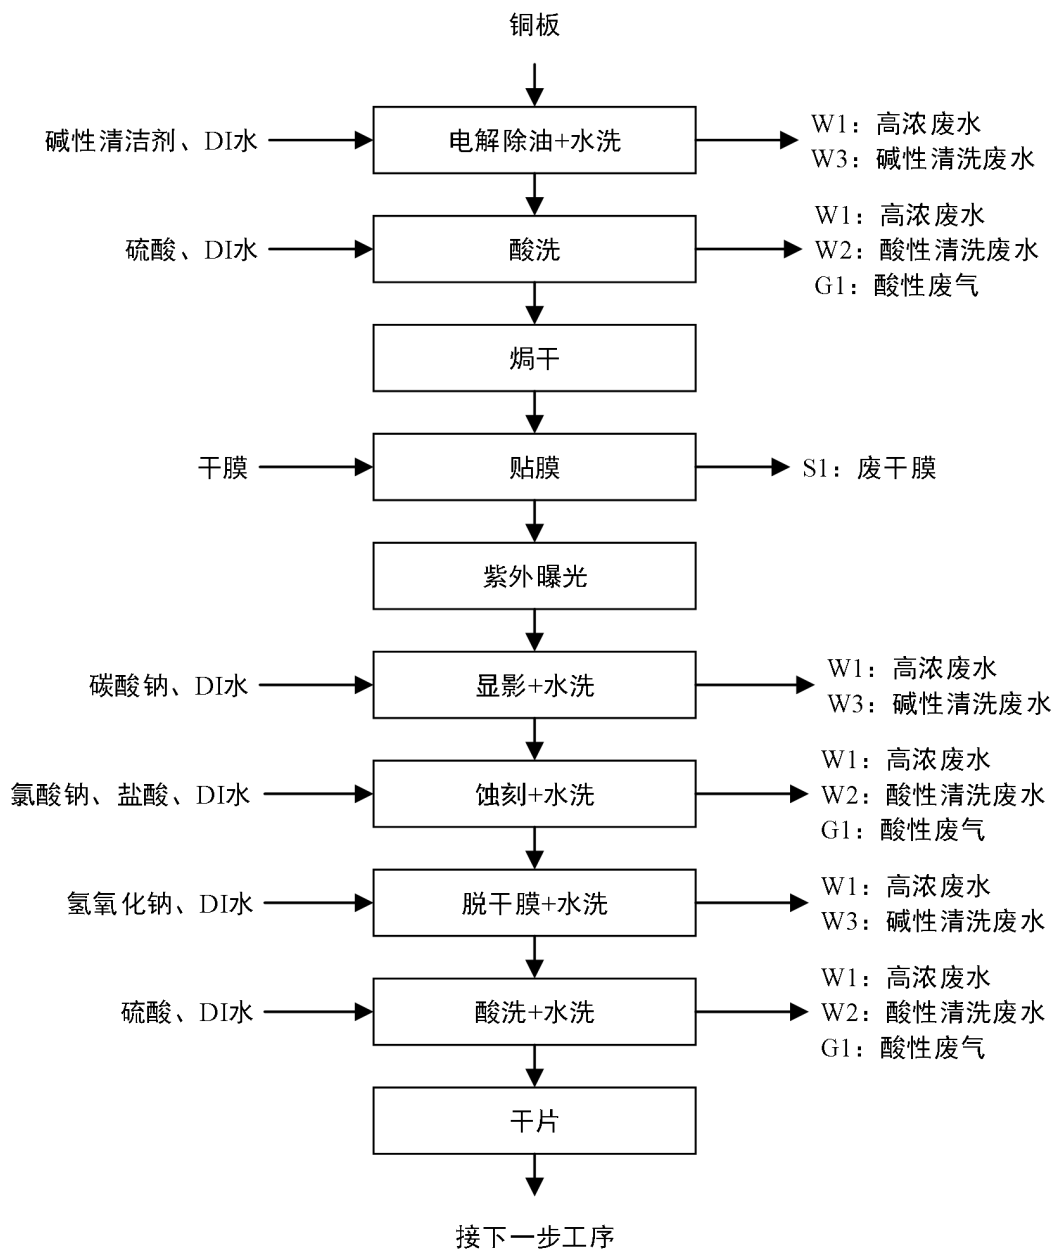 铜板
碱性清洁剂、DI水
电解除油+水洗
W1：高浓废水
W3：碱性清洗废水
硫酸、DI水
酸洗
W1：高浓废水
W2：酸性清洗废水
G1：酸性废气
焗干
干膜
贴膜
S1：废干膜
紫外曝光
碳酸钠、DI水
显影+水洗
W1：高浓废水
W3：碱性清洗废水
氯酸钠、盐酸、DI水
蚀刻+水洗
W1：高浓废水
W2：酸性清洗废水
G1：酸性废气
氢氧化钠、DI水
脱干膜+水洗
W1：高浓废水
W3：碱性清洗废水
硫酸、DI水
酸洗+水洗
W1：高浓废水
W2：酸性清洗废水
G1：酸性废气
干片
接下一步工序